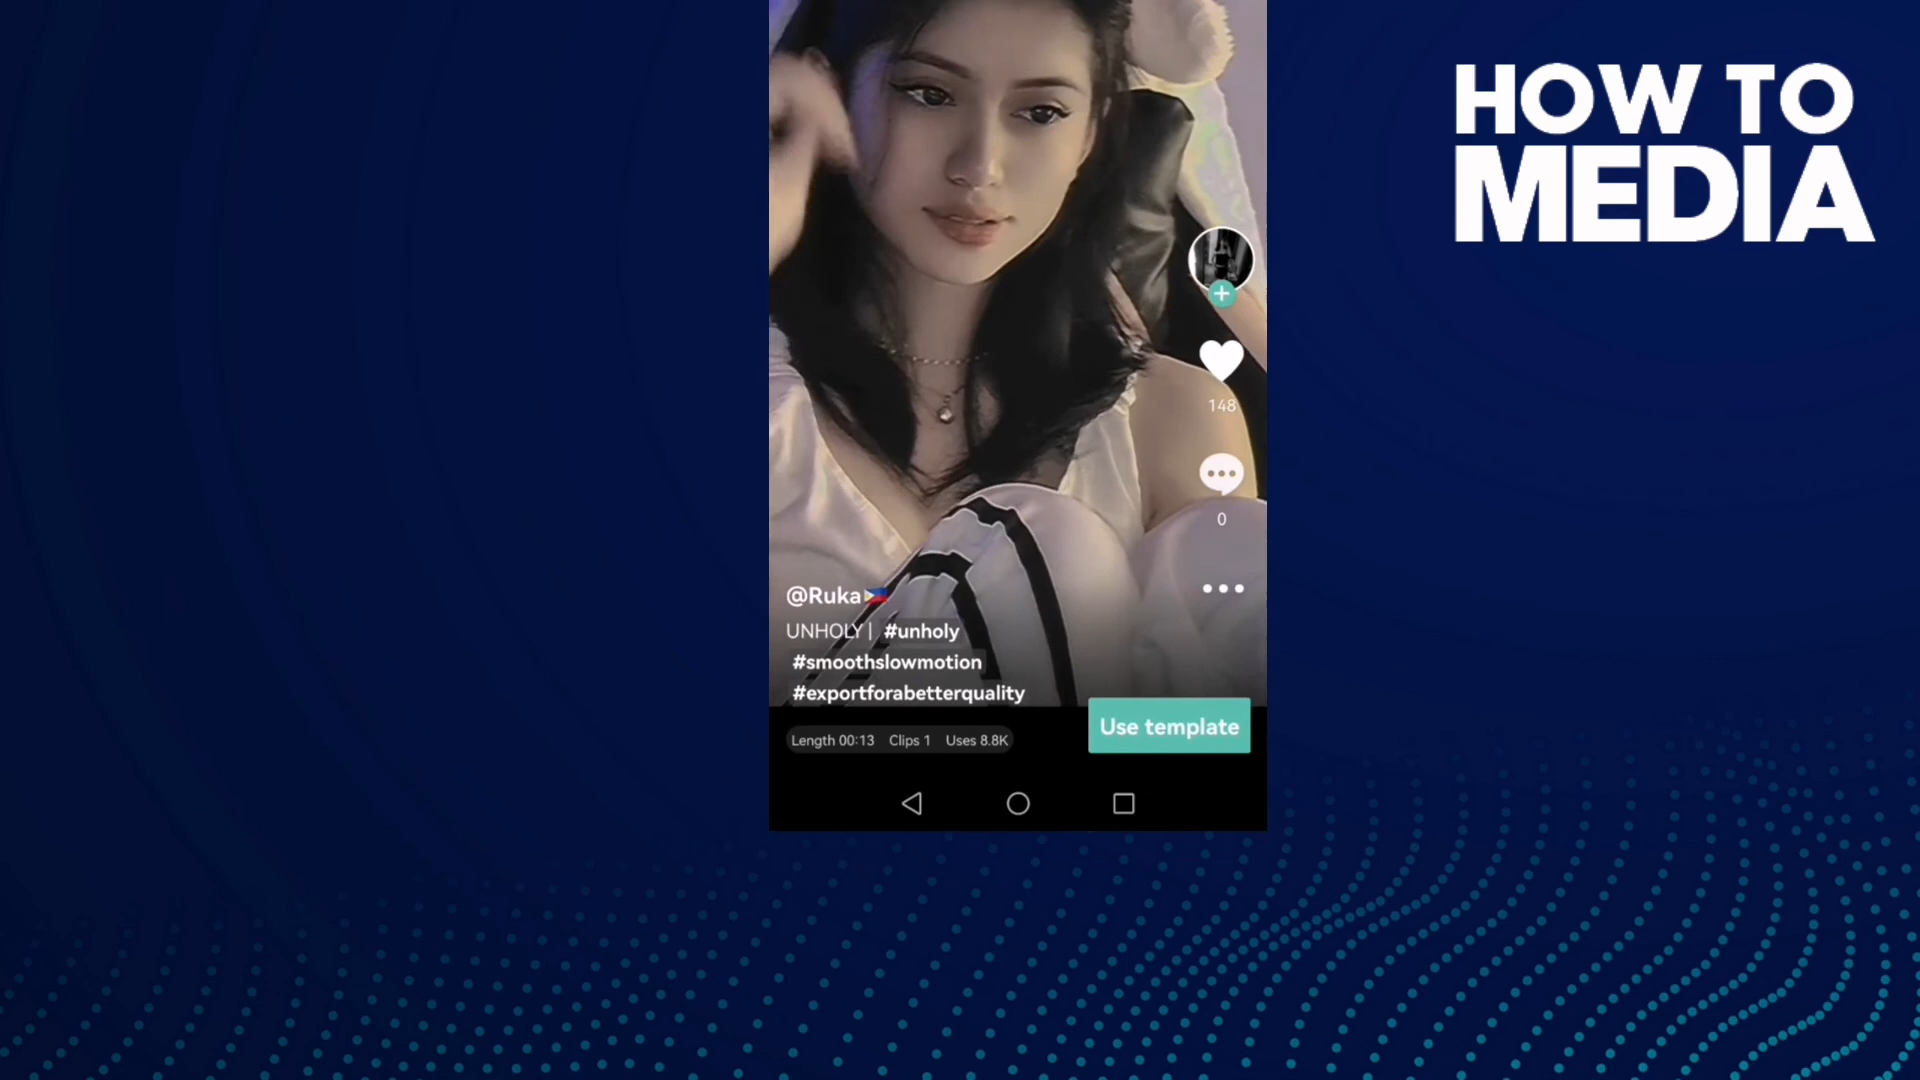 HOW TO
MEDIA
148
0
@Ruka🇵🇭
UNHOLY | #unholy
#smoothslowmotion
#exportforabetterquality
Use template
Length 00:13 Clips 1 Uses 8.8K